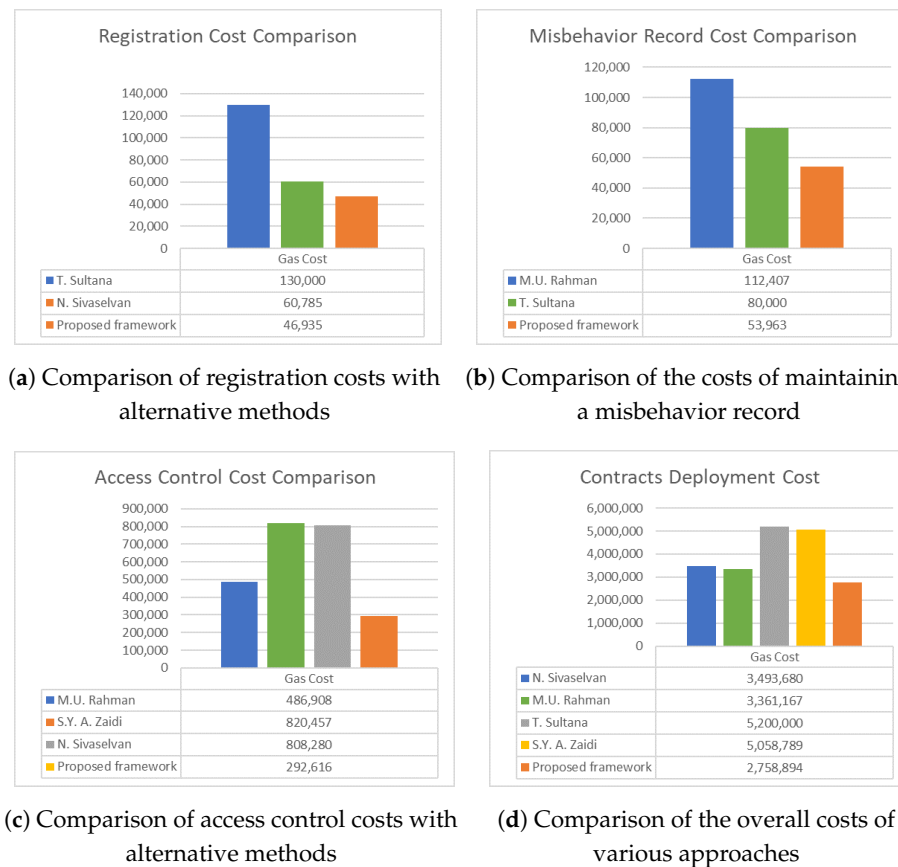 Registration Cost Comparison
140,000
120,000
100,000
80,000
60,000
40,000
20,000
0
Gas Cost
T. Sultana 130,000
N. Sivaselvan 60,785
Proposed framework 46,935
(a) Comparison of registration costs with
alternative methods
Misbehavior Record Cost Comparison
120,000
100,000
80,000
60,000
40,000
20,000
0
Gas Cost
M.U. Rahman 112,407
T. Sultana 80,000
Proposed framework 53,963
(b) Comparison of the costs of maintainin
a misbehavior record
Access Control Cost Comparison
900,000
800,000
700,000
600,000
500,000
400,000
300,000
200,000
100,000
0
Gas Cost
M.U. Rahman 486,908
S.Y. A. Zaidi 820,457
N. Sivaselvan 808,280
Proposed framework 292,616
(c) Comparison of access control costs with
alternative methods
Contracts Deployment Cost
6,000,000
5,000,000
4,000,000
3,000,000
2,000,000
1,000,000
0
Gas Cost
N. Sivaselvan 3,493,680
M.U. Rahman 3,361,167
T. Sultana 5,200,000
S.Y. A. Zaidi 5,058,789
Proposed framework 2,758,894
(d) Comparison of the overall costs of
various approaches